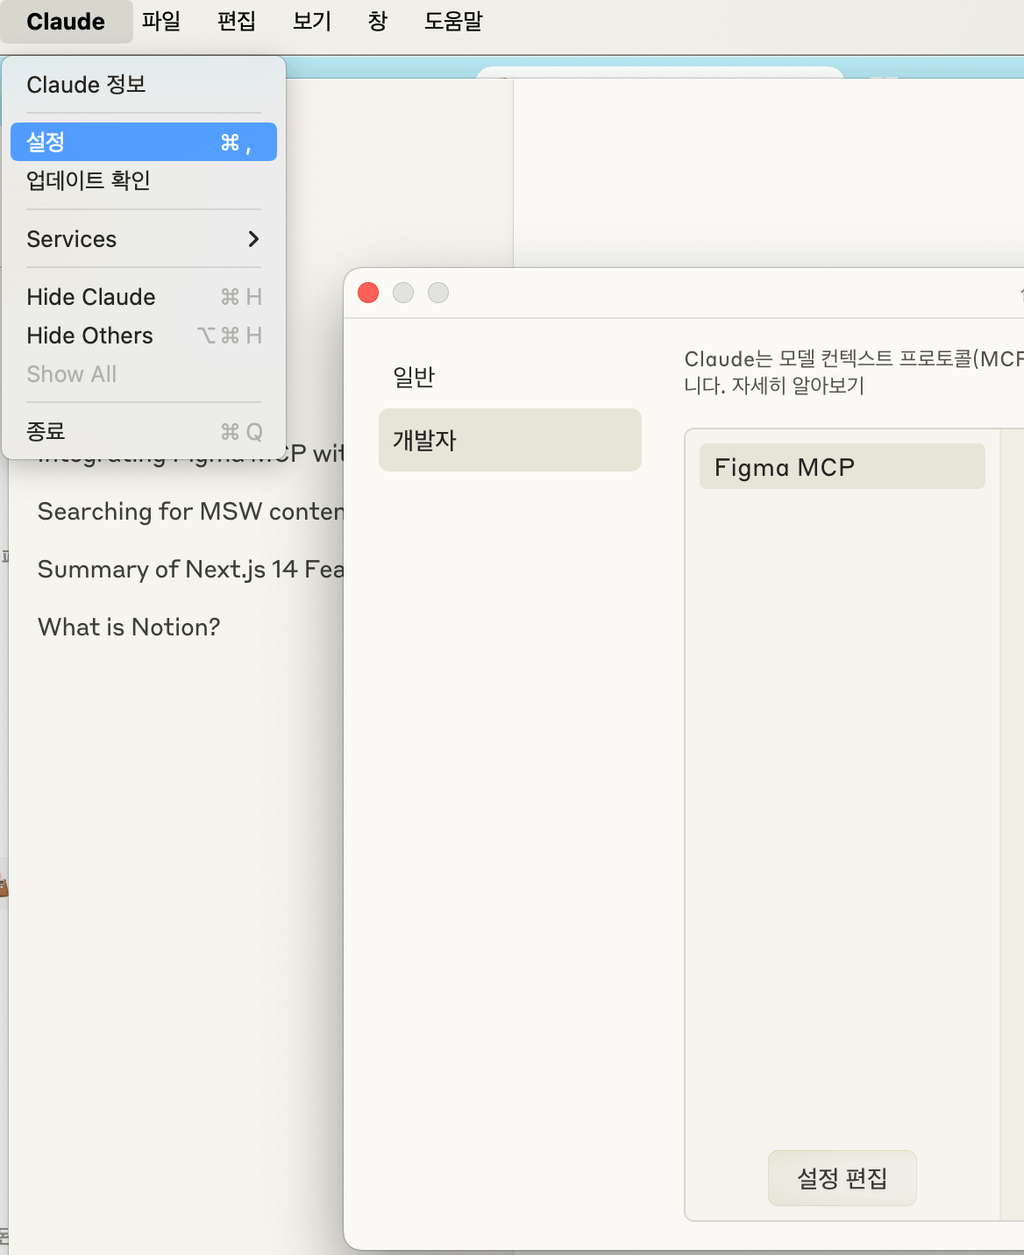 Claude 파일 편집 보기 창 도움말
Claude 정보
설정 ⌘ ,
업데이트 확인
Services
Hide Claude ⌘ H
Hide Others ⌥ ⌘ H
Show All
종료 ⌘ Q
Integrating Figma MCP wit
Searching for MSW conten
Summary of Next.js 14 Fea
What is Notion?
일반
개발자
Claude는 모델 컨텍스트 프로토콜(MCP
니다. 자세히 알아보기
Figma MCP
설정 편집